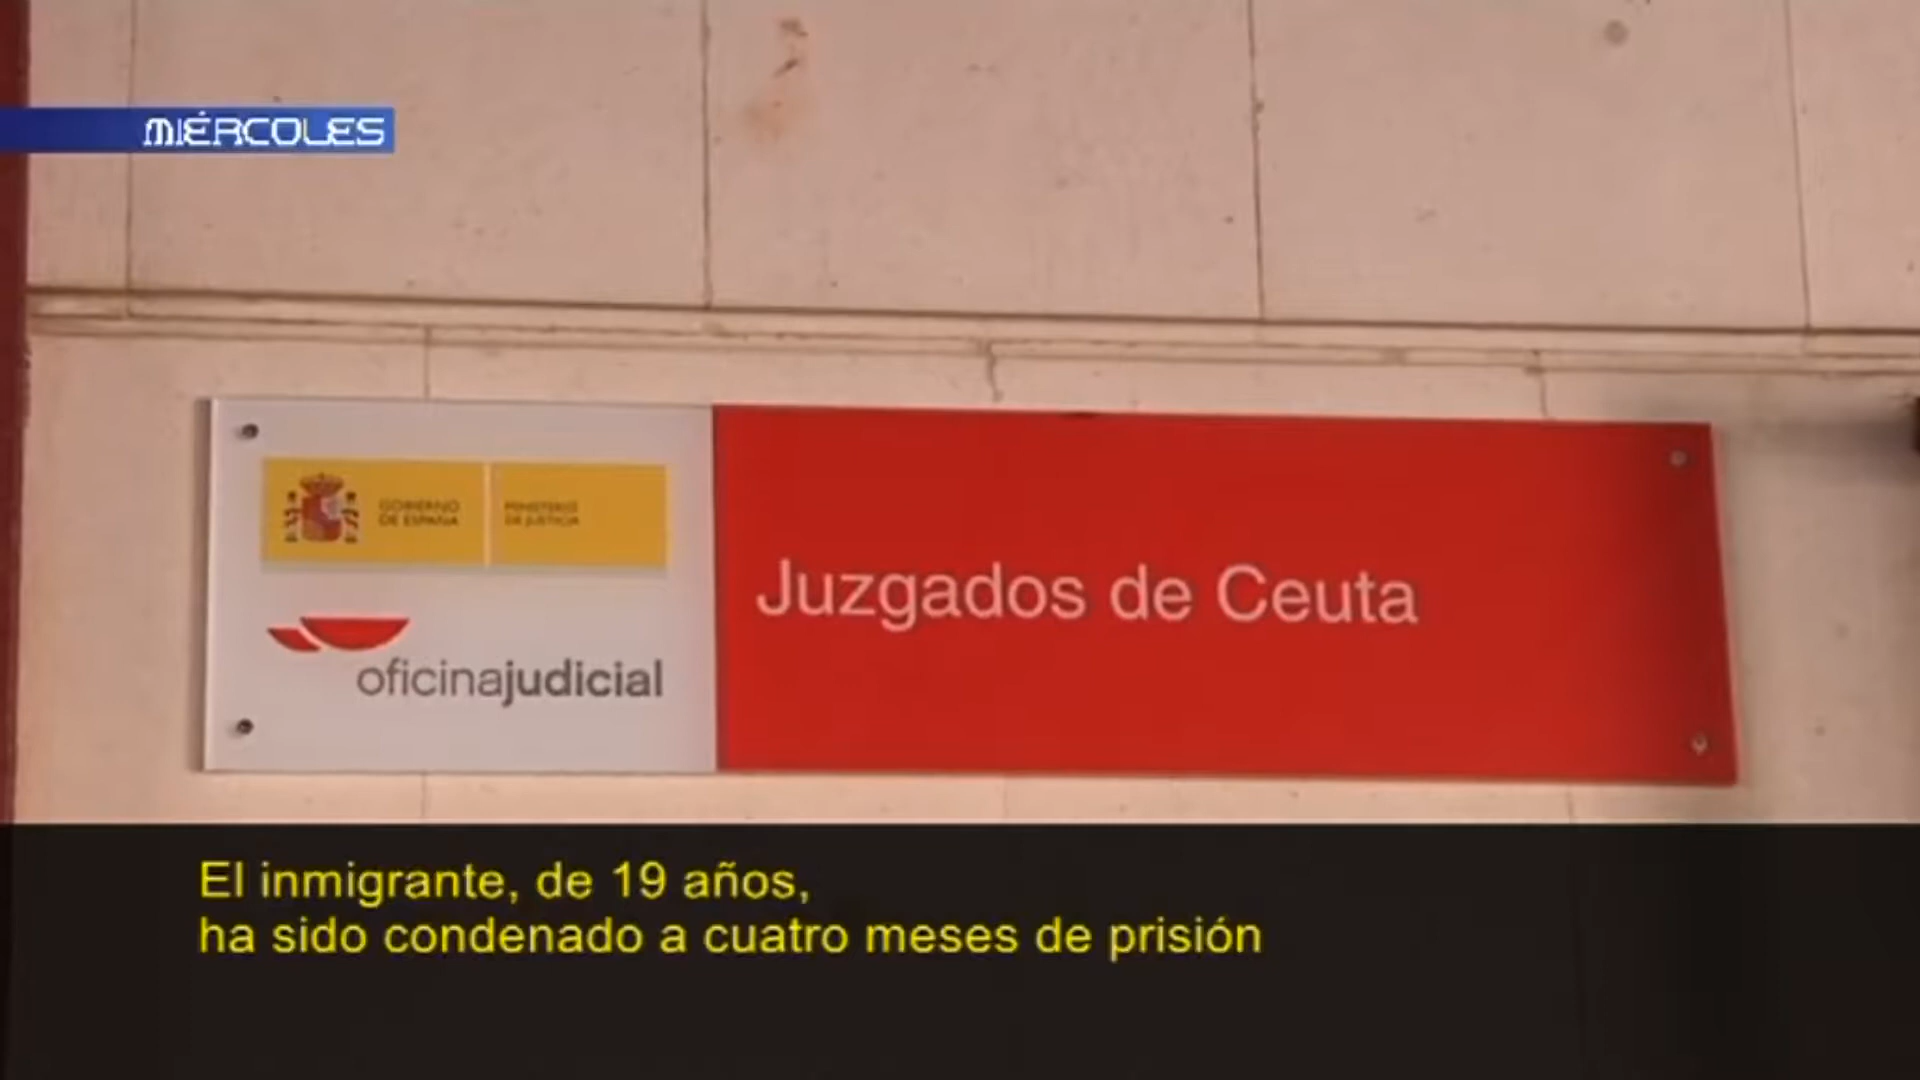 MIÉRCOLES
GOBIERNO
DE ESPAÑA
MINISTERIO
DE JUSTICIA
oficinajudicial
Juzgados de Ceuta
El inmigrante, de 19 años,
ha sido condenado a cuatro meses de prisión